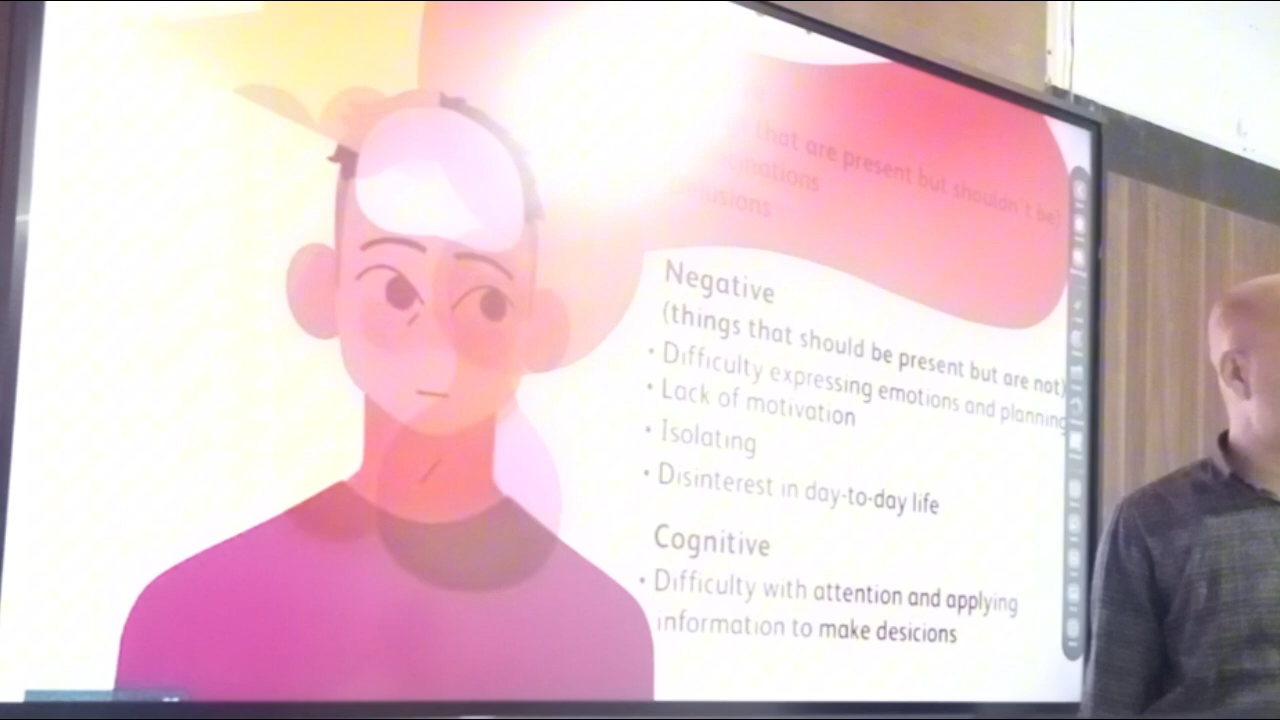 that are present but shouldn't be)
Negative
(things that should be present but are not)
• Difficulty expressing emotions and planning
• Lack of motivation
• Isolating
• Disinterest in day-to-day life
Cognitive
• Difficulty with attention and applying
information to make desicions